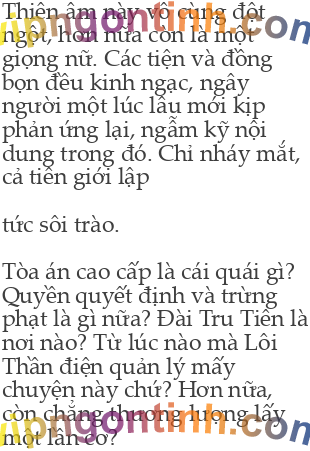 Thiên âm này vô cùng đột
ngột, hơn nữa còn là một
giọng nữ. Các tiện và đồng
bọn đều kinh ngạc, ngây
người một lúc lâu mới kịp
phản ứng lại, ngẫm kỹ nội
dung trong đó. Chỉ nháy mắt,
cả tiên giới lập
tức sôi trào.
Tòa án cao cấp là cái quái gì?
Quyền quyết định và trừng
phạt là gì nữa? Đài Tru Tiên là
nơi nào? Từ lúc nào mà Lôi
Thần điện quản lý mấy
chuyện này chứ? Hơn nữa,
còn chẳng thương lượng lấy
một lần cơ?
vipngontinh.com
vipngontinh.com